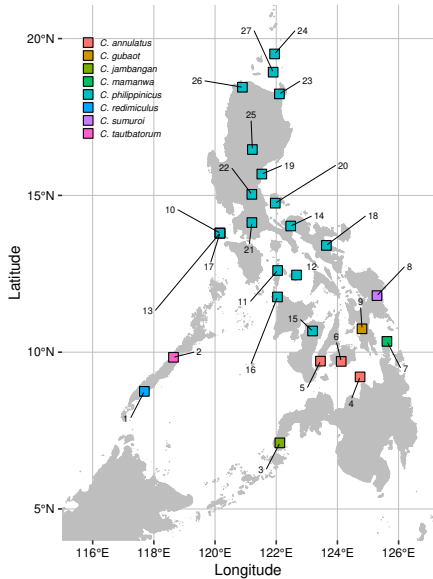 20°N
15°N
10°N
5°N
Latitude
116°E 118°E 120°E 122°E 124°E 126°E
Longitude
C. annulatus
C. gubaot
C. jambangan
C. mamanwa
C. philippinicus
C. redimiculus
C. sumuroi
C. tautbatorum
27 24
26 23
25
22 19 20
10 14 18
21
17
13 11 12 8
9
15 6
16
2 5 7
4
1
3